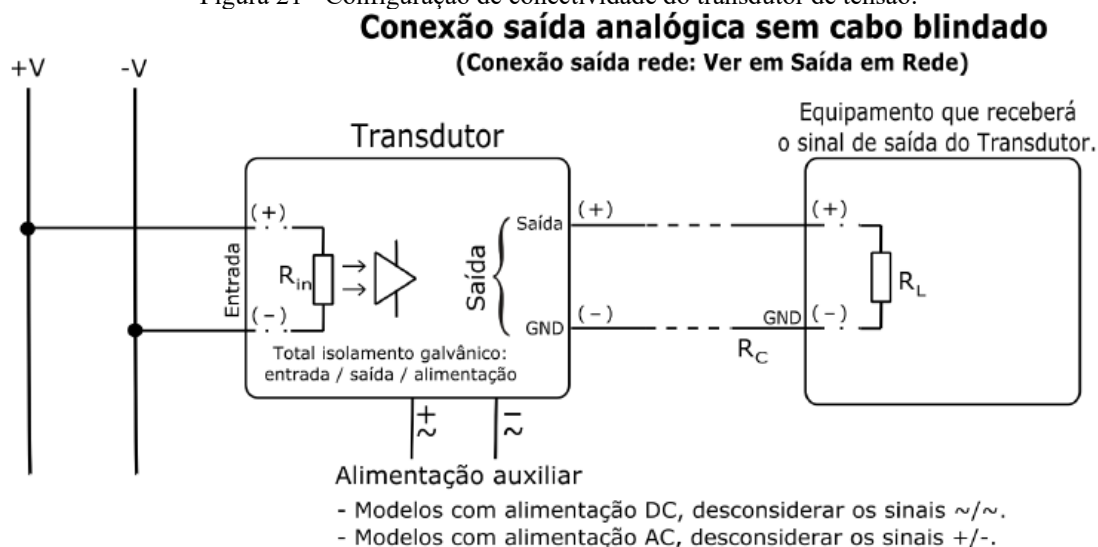 Figura 21 - Configuração de conectividade do transdutor de tensão.
Conexão saída analógica sem cabo blindado
(Conexão saída rede: Ver em Saída em Rede)
+V
-V
Transdutor
Equipamento que receberá
o sinal de saída do Transdutor.
Entrada
(+)
(-)
Rin
Saída
Saída
GND
(+)
(-)
Total isolamento galvânico:
entrada / saída / alimentação
RC
GND
(+)
(-)
RL
+
~
−
~
Alimentação auxiliar
- Modelos com alimentação DC, desconsiderar os sinais ~/~.
- Modelos com alimentação AC, desconsiderar os sinais +/-.